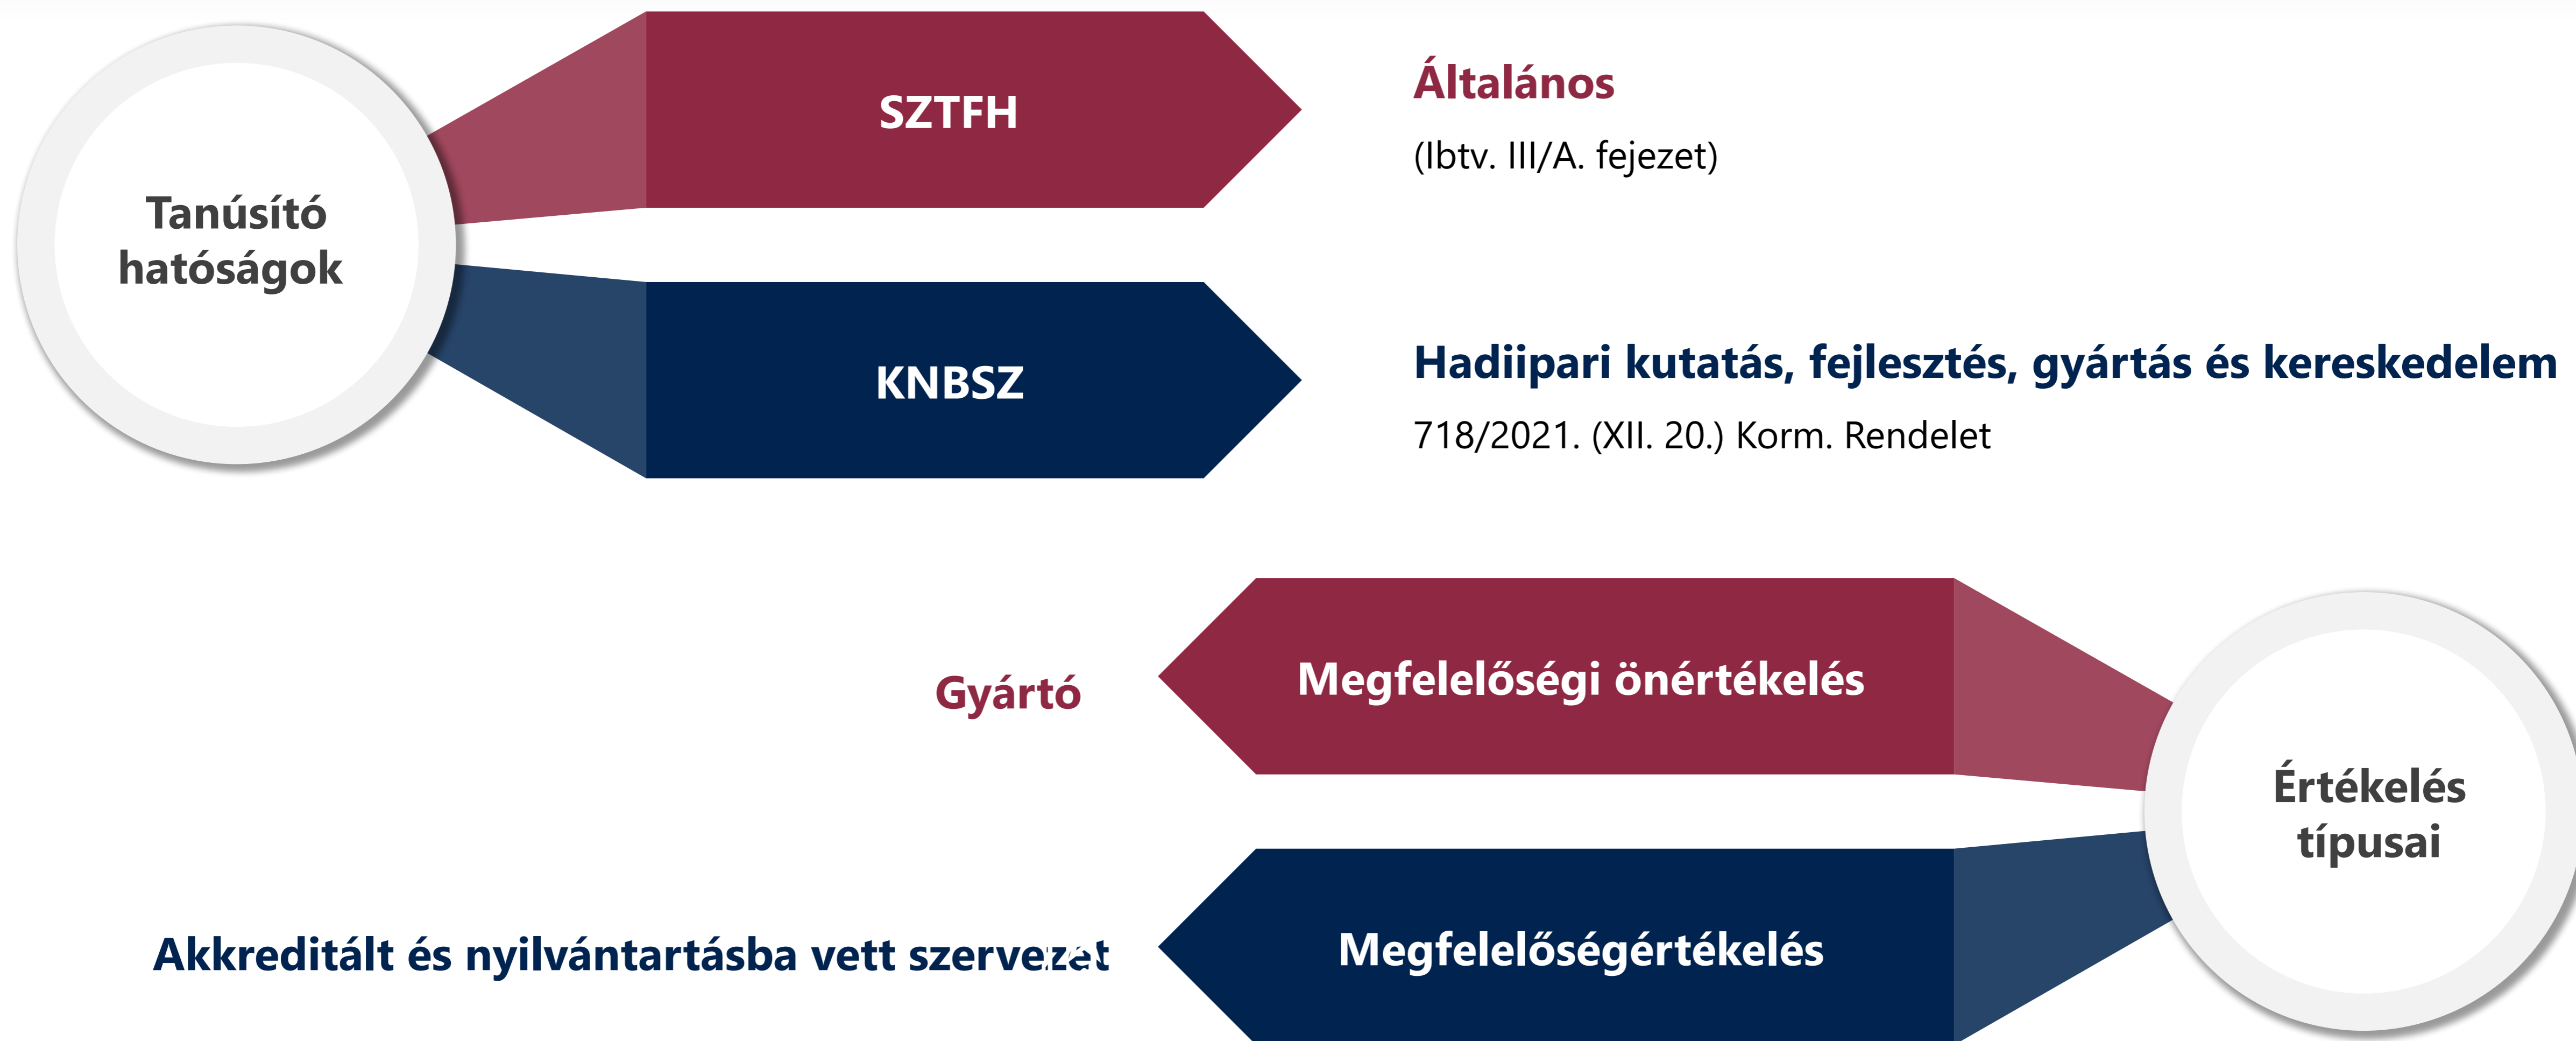 Tanúsító
hatóságok
SZTFH
Általános
(Ibtv. III/A. fejezet)
KNBSZ
Hadiipari kutatás, fejlesztés, gyártás és kereskedelem
718/2021. (XII. 20.) Korm. Rendelet
Gyártó
Megfelelőségi önértékelés
Értékelés
típusai
Akkreditált és nyilvántartásba vett szervezet
Megfelelőségértékelés